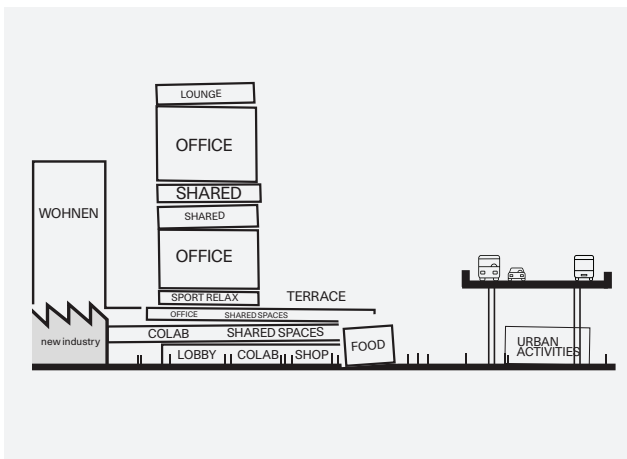 LOUNGE
OFFICE
SHARED
WOHNEN
SHARED
OFFICE
SPORT RELAX
TERRACE
OFFICE
SHARED SPACES
COLAB
SHARED SPACES
new industry
FOOD
URBAN
ACTIVITIES
LOBBY
COLAB
SHOP